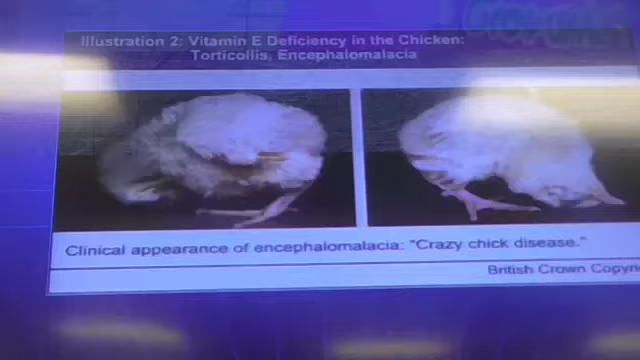 Illustration 2: Vitamin E Deficiency in the Chicken:
Torticollis, Encephalomalacia
Clinical appearance of encephalomalacia: "Crazy chick disease."
British Crown